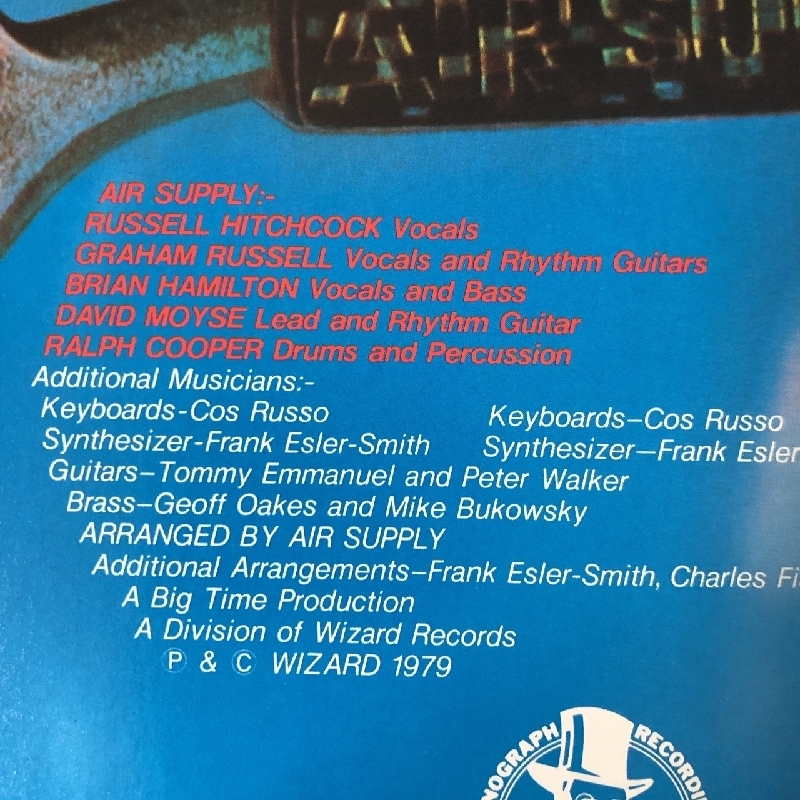 AIR SUPPLY:-
RUSSELL HITCHCOCK Vocals
GRAHAM RUSSELL Vocals and Rhythm Guitars
BRIAN HAMILTON Vocals and Bass
DAVID MOYSE Lead and Rhythm Guitar
RALPH COOPER Drums and Percussion
Additional Musicians:-
Keyboards-Cos Russo Keyboards–Cos Russo
Synthesizer-Frank Esler-Smith Synthesizer–Frank Esler
Guitars–Tommy Emmanuel and Peter Walker
Brass–Geoff Oakes and Mike Bukowsky
ARRANGED BY AIR SUPPLY
Additional Arrangements–Frank Esler-Smith, Charles
A Big Time Production
A Division of Wizard Records
Ⓟ & © WIZARD 1979